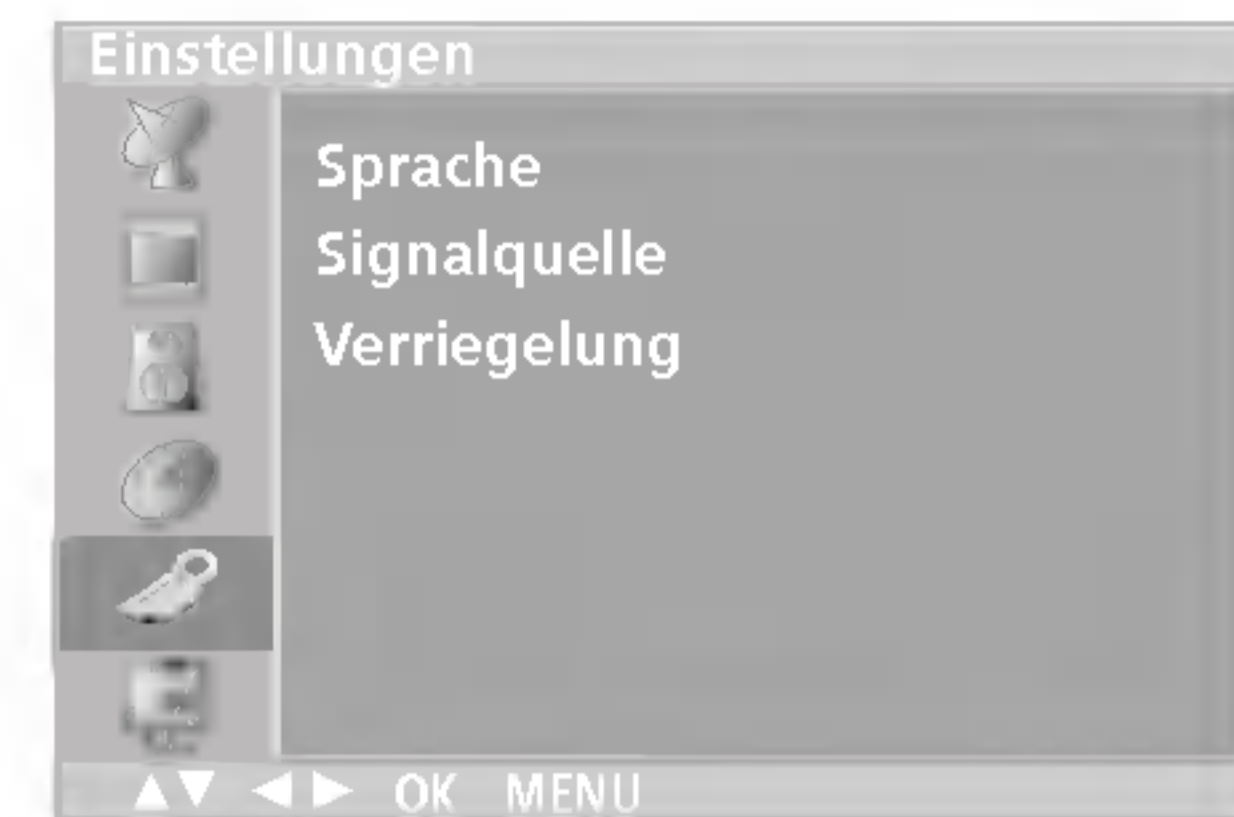 Einstellungen
Sprache
Signalquelle
Verriegelung
▲▼ ◀ ▶ OK MENU